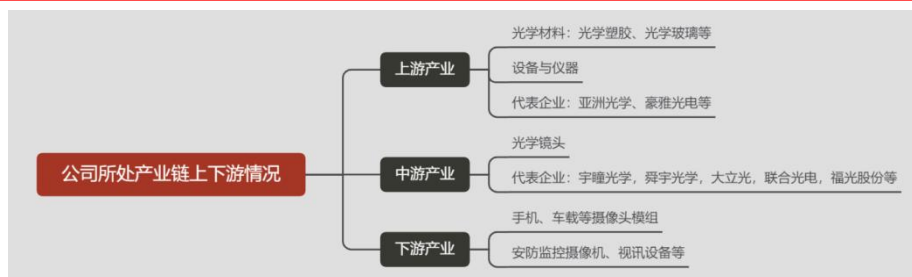 光学材料：光学塑胶、光学玻璃等
上游产业
设备与仪器
代表企业：亚洲光学、豪雅光电等
光学镜头
公司所处产业链上下游情况
中游产业
代表企业：宇瞳光学，舜宇光学，大立光，联合光电，福光股份等
手机、车载等摄像头模组
下游产业
安防监控摄像机、视讯设备等